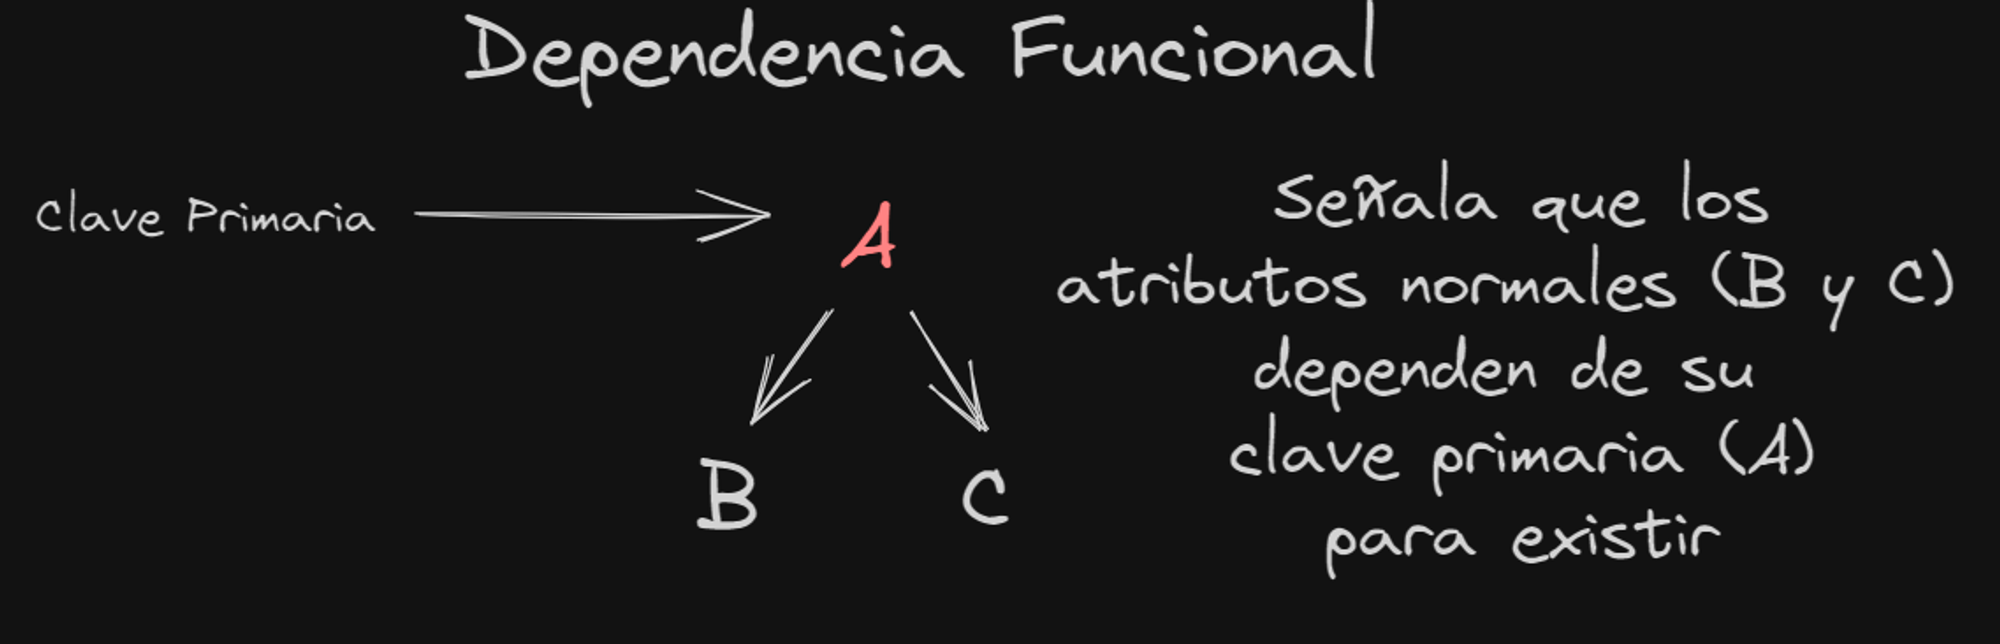 Dependencia Funcional
Clave Primaria
A
B
C
Señala que los
atributos normales (B y C)
dependen de su
clave primaria (A)
para existir